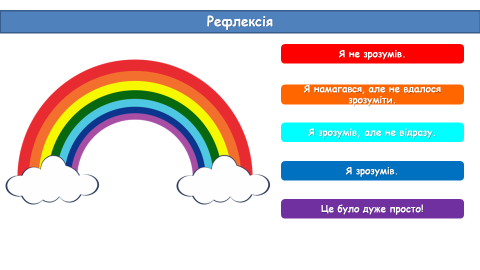 Рефлексія
Я не зрозумів.
Я намагався, але не вдалося
зрозуміти.
Я зрозумів, але не відразу.
Я зрозумів.
Це було дуже просто!